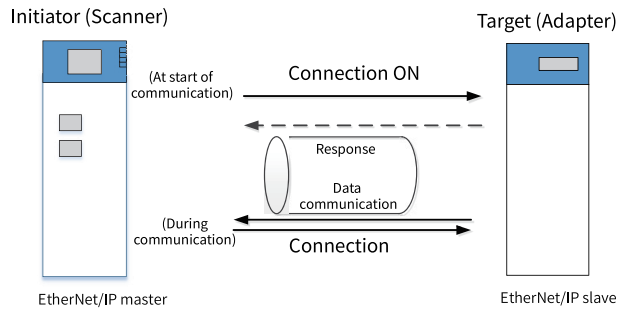 Initiator (Scanner)
Target (Adapter)
(At start of
communication)
Connection ON
Response
Data
communication
(During
communication)
Connection
EtherNet/IP master
EtherNet/IP slave